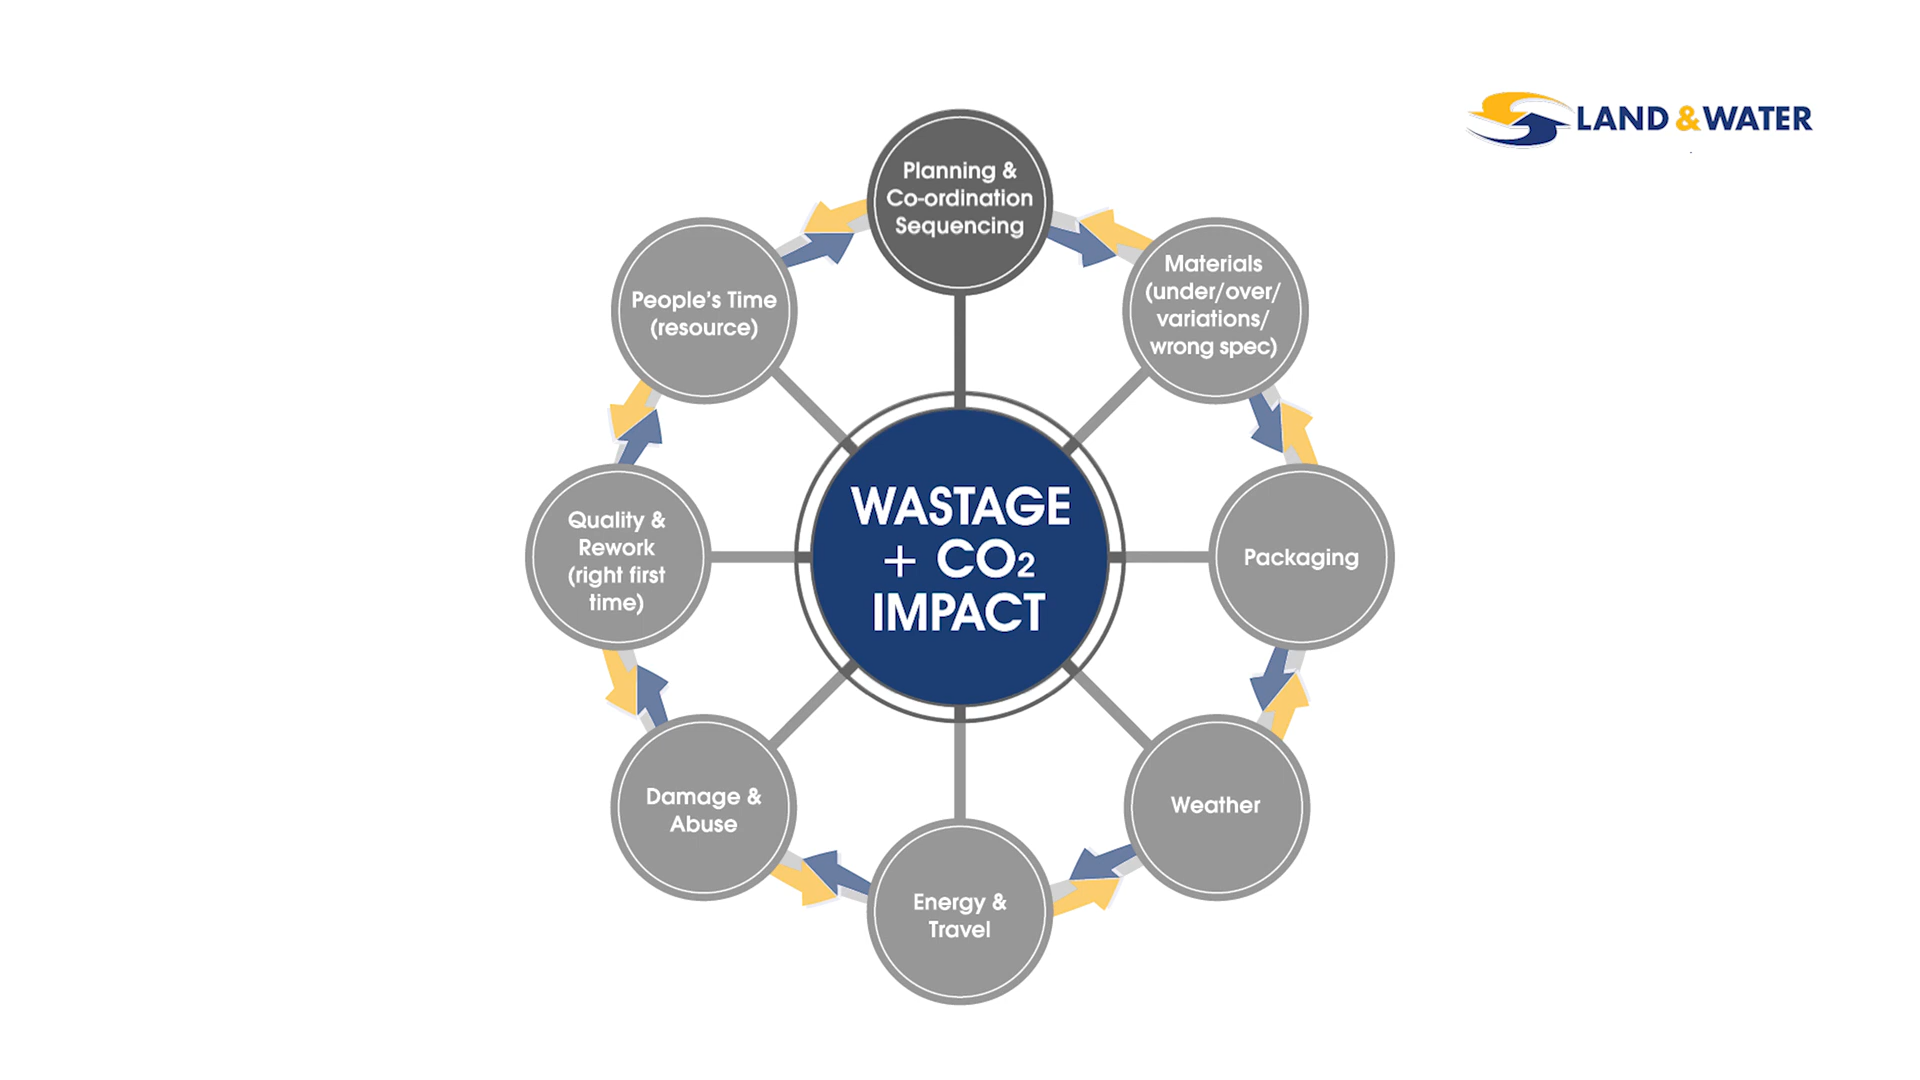 LAND & WATER
Planning &
Co-ordination
Sequencing
Materials
(under/over/
variations/
wrong spec)
Packaging
Weather
Energy &
Travel
Damage &
Abuse
Quality &
Rework
(right first
time)
People's Time
(resource)
WASTAGE
+ CO₂
IMPACT